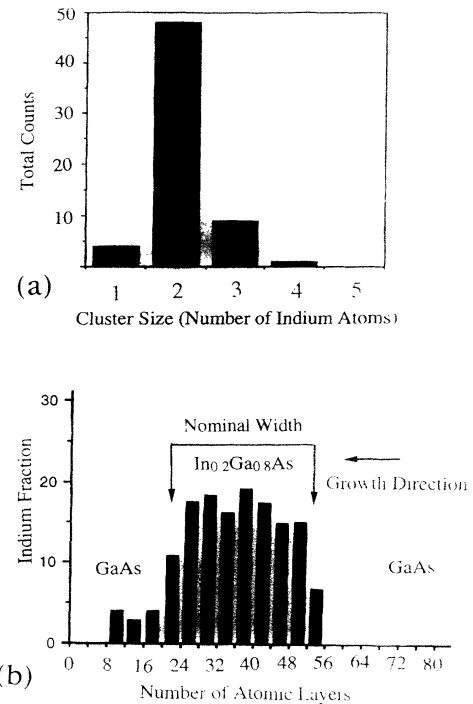 50
40
30
20
10
Total Counts
1 2 3 4 5
(a)
Cluster Size (Number of Indium Atoms)
30
20
10
0
Indium Fraction
Nominal Width
In0.2Ga0.8As
Growth Direction
GaAs
GaAs
0 8 16 24 32 40 48 56 64 72 80
(b)
Number of Atomic Layers